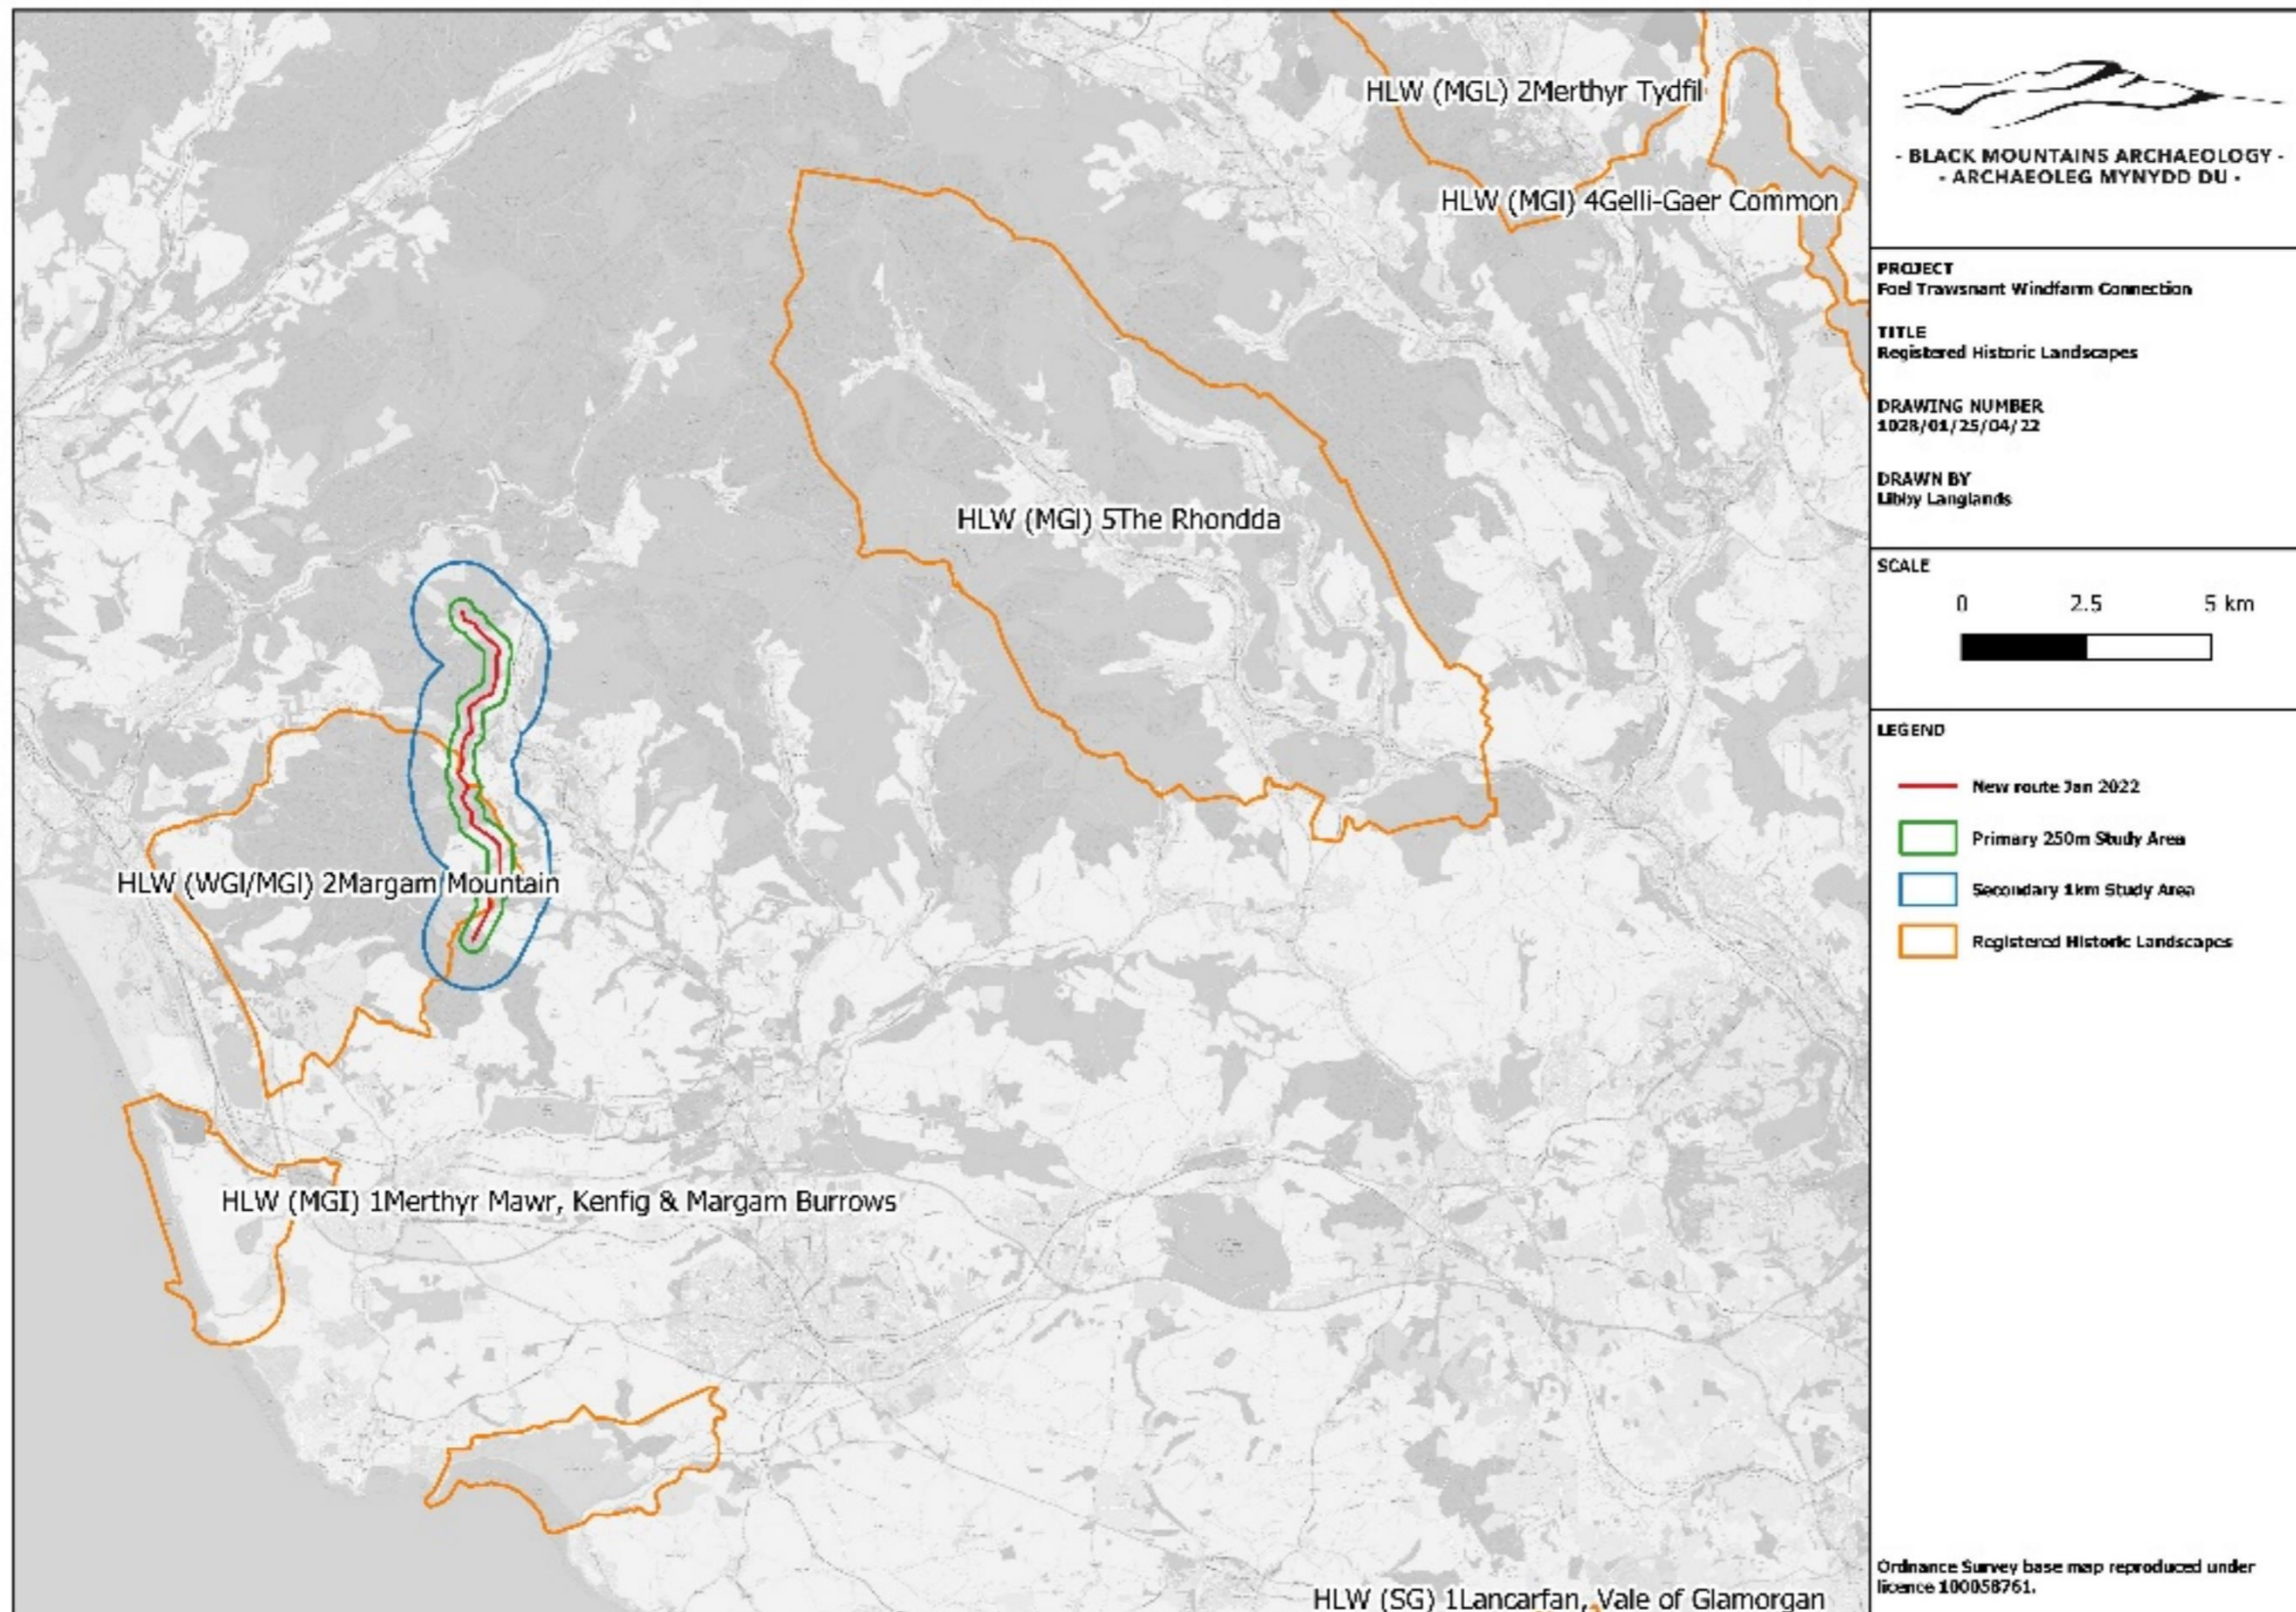 HLW (MGL) 2Merthyr Tydfil
HLW (MGI) 4Gelli-Gaer Common
HLW (MGI) 5The Rhondda
HLW (WGI/MGI) 2Margam Mountain
HLW (MGI) 1Merthyr Mawr, Kenfig & Margam Burrows
HLW (SG) 1Lancarfan, Vale of Glamorgan
- BLACK MOUNTAINS ARCHAEOLOGY -
- ARCHAEOLEG MYNYDD DU -
PROJECT
Foel Trawsnant Windfarm Connection
TITLE
Registered Historic Landscapes
DRAWING NUMBER
1028/01/25/04/22
DRAWN BY
Libby Langlands
SCALE
0 2.5 5 km
LEGEND
New route Jan 2022
Primary 250m Study Area
Secondary 1km Study Area
Registered Historic Landscapes
Ordnance Survey base map reproduced under
licence 100058761.